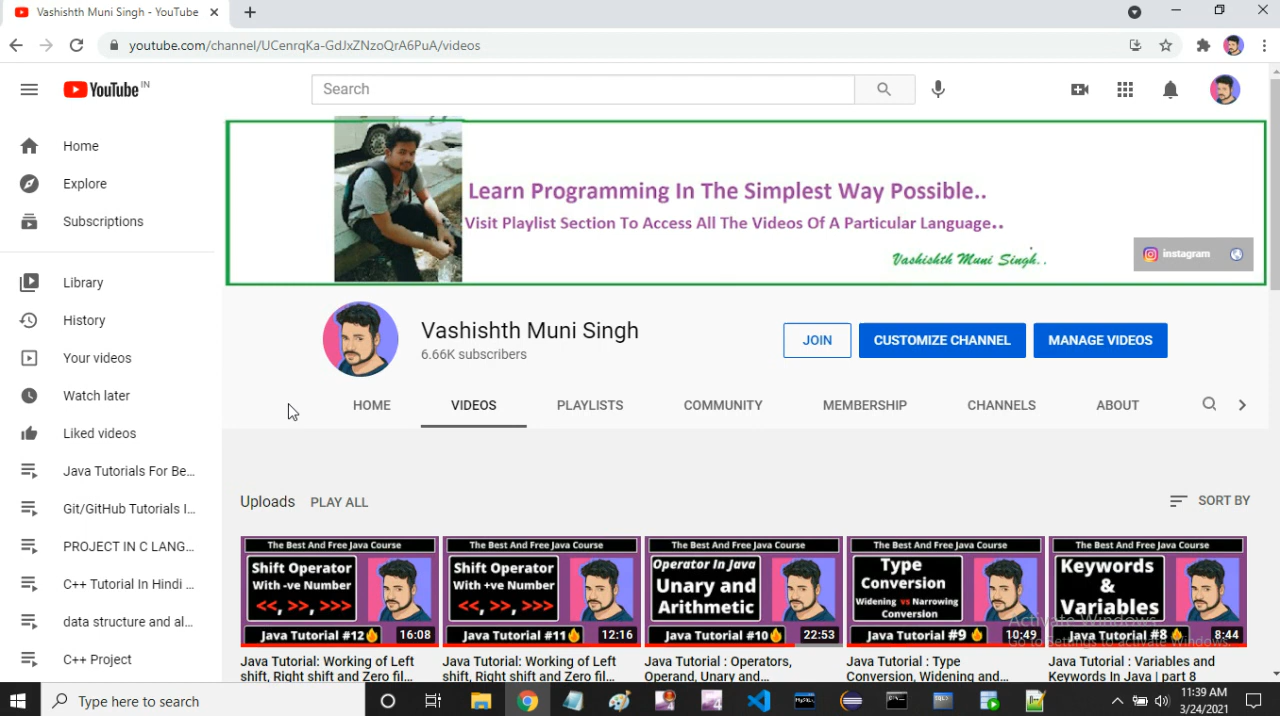 Vashishth Muni Singh - YouTube
youtube.com/channel/UCenrqKa-GdJxZNzoQrA6PuA/videos
YouTube IN
Search
Home
Explore
Subscriptions
Library
History
Your videos
Watch later
Liked videos
Java Tutorials For Be...
Git/GitHub Tutorials I...
PROJECT IN C LANG...
C++ Tutorial In Hindi ...
data structure and al...
C++ Project
Learn Programming In The Simplest Way Possible..
Visit Playlist Section To Access All The Videos Of A Particular Language..
Vashishth Muni Singh..
instagram
Vashishth Muni Singh
6.66K subscribers
JOIN
CUSTOMIZE CHANNEL
MANAGE VIDEOS
HOME
VIDEOS
PLAYLISTS
COMMUNITY
MEMBERSHIP
CHANNELS
ABOUT
Uploads
PLAY ALL
SORT BY
The Best And Free Java Course
Shift Operator
With -ve Number
<<, >>, >>>
Java Tutorial #12
16:08
Java Tutorial: Working of Left
shift, Right shift and Zero fil...
The Best And Free Java Course
Shift Operator
With +ve Number
<<, >>, >>>
Java Tutorial #11
12:16
Java Tutorial: Working of Left
shift, Right shift and Zero fil...
The Best And Free Java Course
Operator In Java
Unary and
Arithmetic
Java Tutorial #10
22:53
Java Tutorial : Operators,
Operand, Unary and...
The Best And Free Java Course
Type
Conversion
Widening vs Narrowing
Conversion
Java Tutorial #9
10:49
Java Tutorial : Type
Conversion, Widening and...
The Best And Free Java Course
Keywords
&
Variables
Java Tutorial #8
8:44
Java Tutorial : Variables and
Keywords In Java | part 8
Activate Windows
Go to Settings to activate Windows.
Type here to search
11:39 AM
3/24/2021